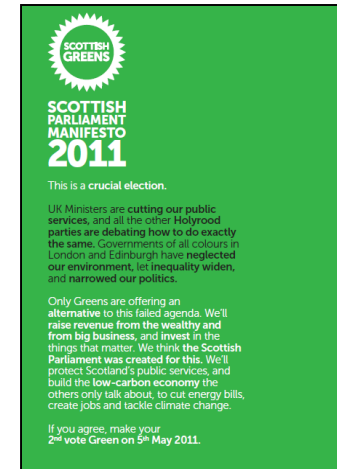 SCOTTISH
GREENS
SCOTTISH
PARLIAMENT
MANIFESTO
2011
This is a crucial election.
UK Ministers are cutting our public
services, and all the other Holyrood
parties are debating how to do exactly
the same. Governments of all colours in
London and Edinburgh have neglected
our environment, let inequality widen,
and narrowed our politics.
Only Greens are offering an
alternative to this failed agenda. We'll
raise revenue from the wealthy and
from big business, and invest in the
things that matter. We think the Scottish
Parliament was created for this. We'll
protect Scotland's public services, and
build the low-carbon economy the
others only talk about, to cut energy bills,
create jobs and tackle climate change.
If you agree, make your
2nd vote Green on 5th May 2011.